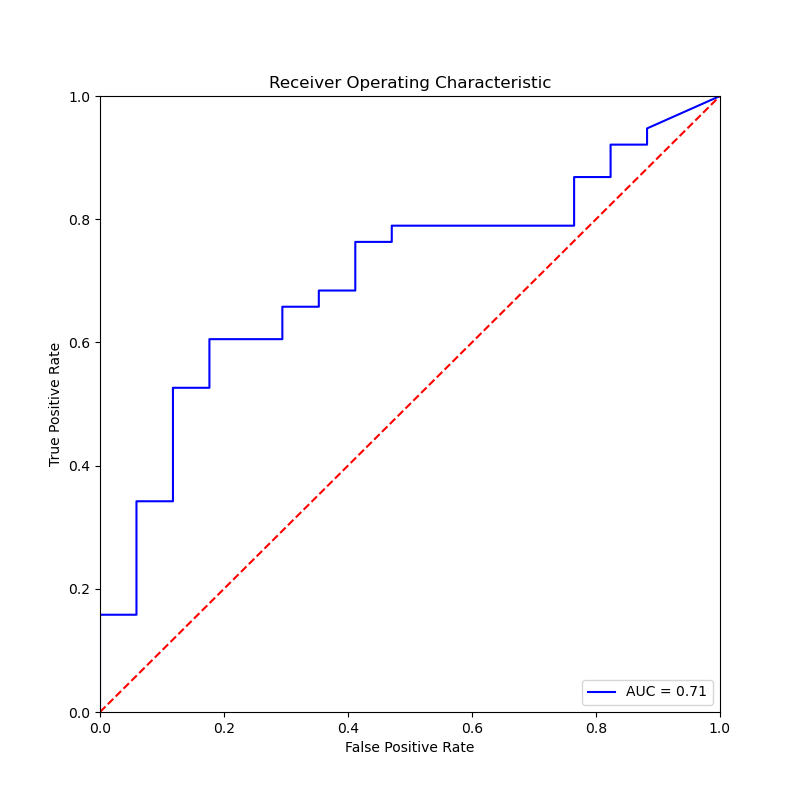 Receiver Operating Characteristic
1.0
0.8
0.6
0.4
0.2
0.0
True Positive Rate
AUC = 0.71
0.0 0.2 0.4 0.6 0.8 1.0
False Positive Rate